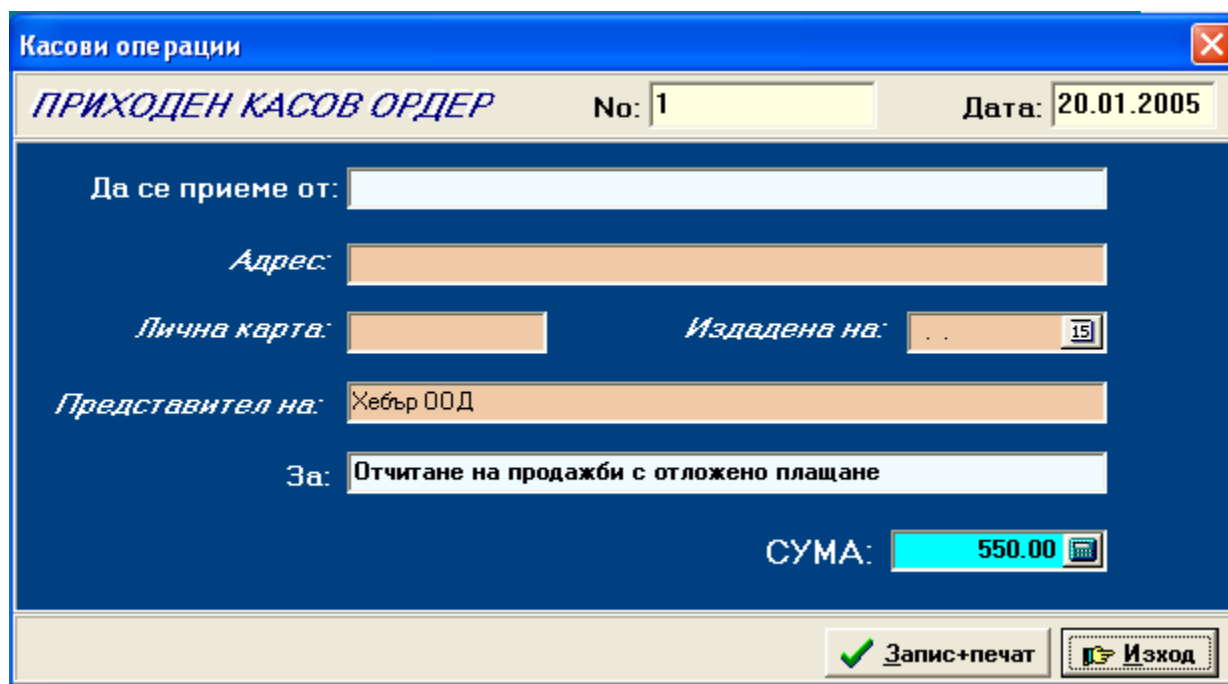 Касови операции
ПРИХОДЕН КАСОВ ОРДЕР No: 1 Дата: 20.01.2005
Да се приеме от:
Адрес:
Лична карта: Издадена на: . . 15
Представител на: Хебър ООД
За: Отчитане на продажби с отложено плащане
СУМА: 550.00
Запис+печат Изход